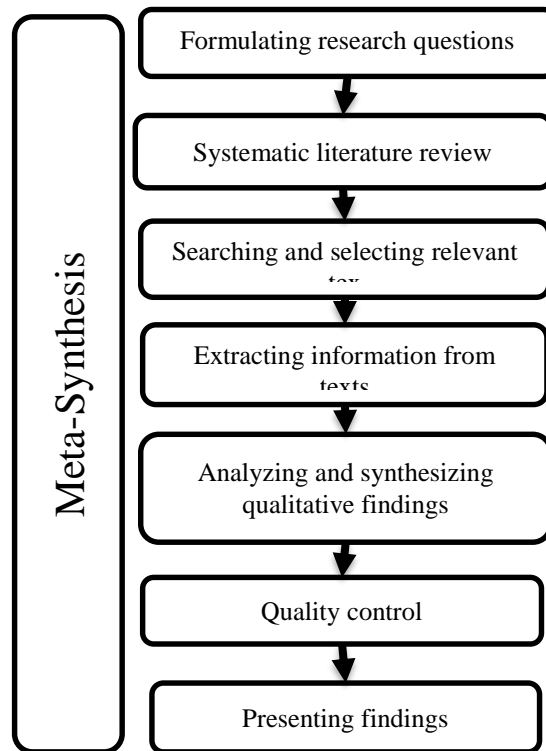 Meta-Synthesis
Formulating research questions
Systematic literature review
Searching and selecting relevant
Extracting information from
texts
Analyzing and synthesizing
qualitative findings
Quality control
Presenting findings